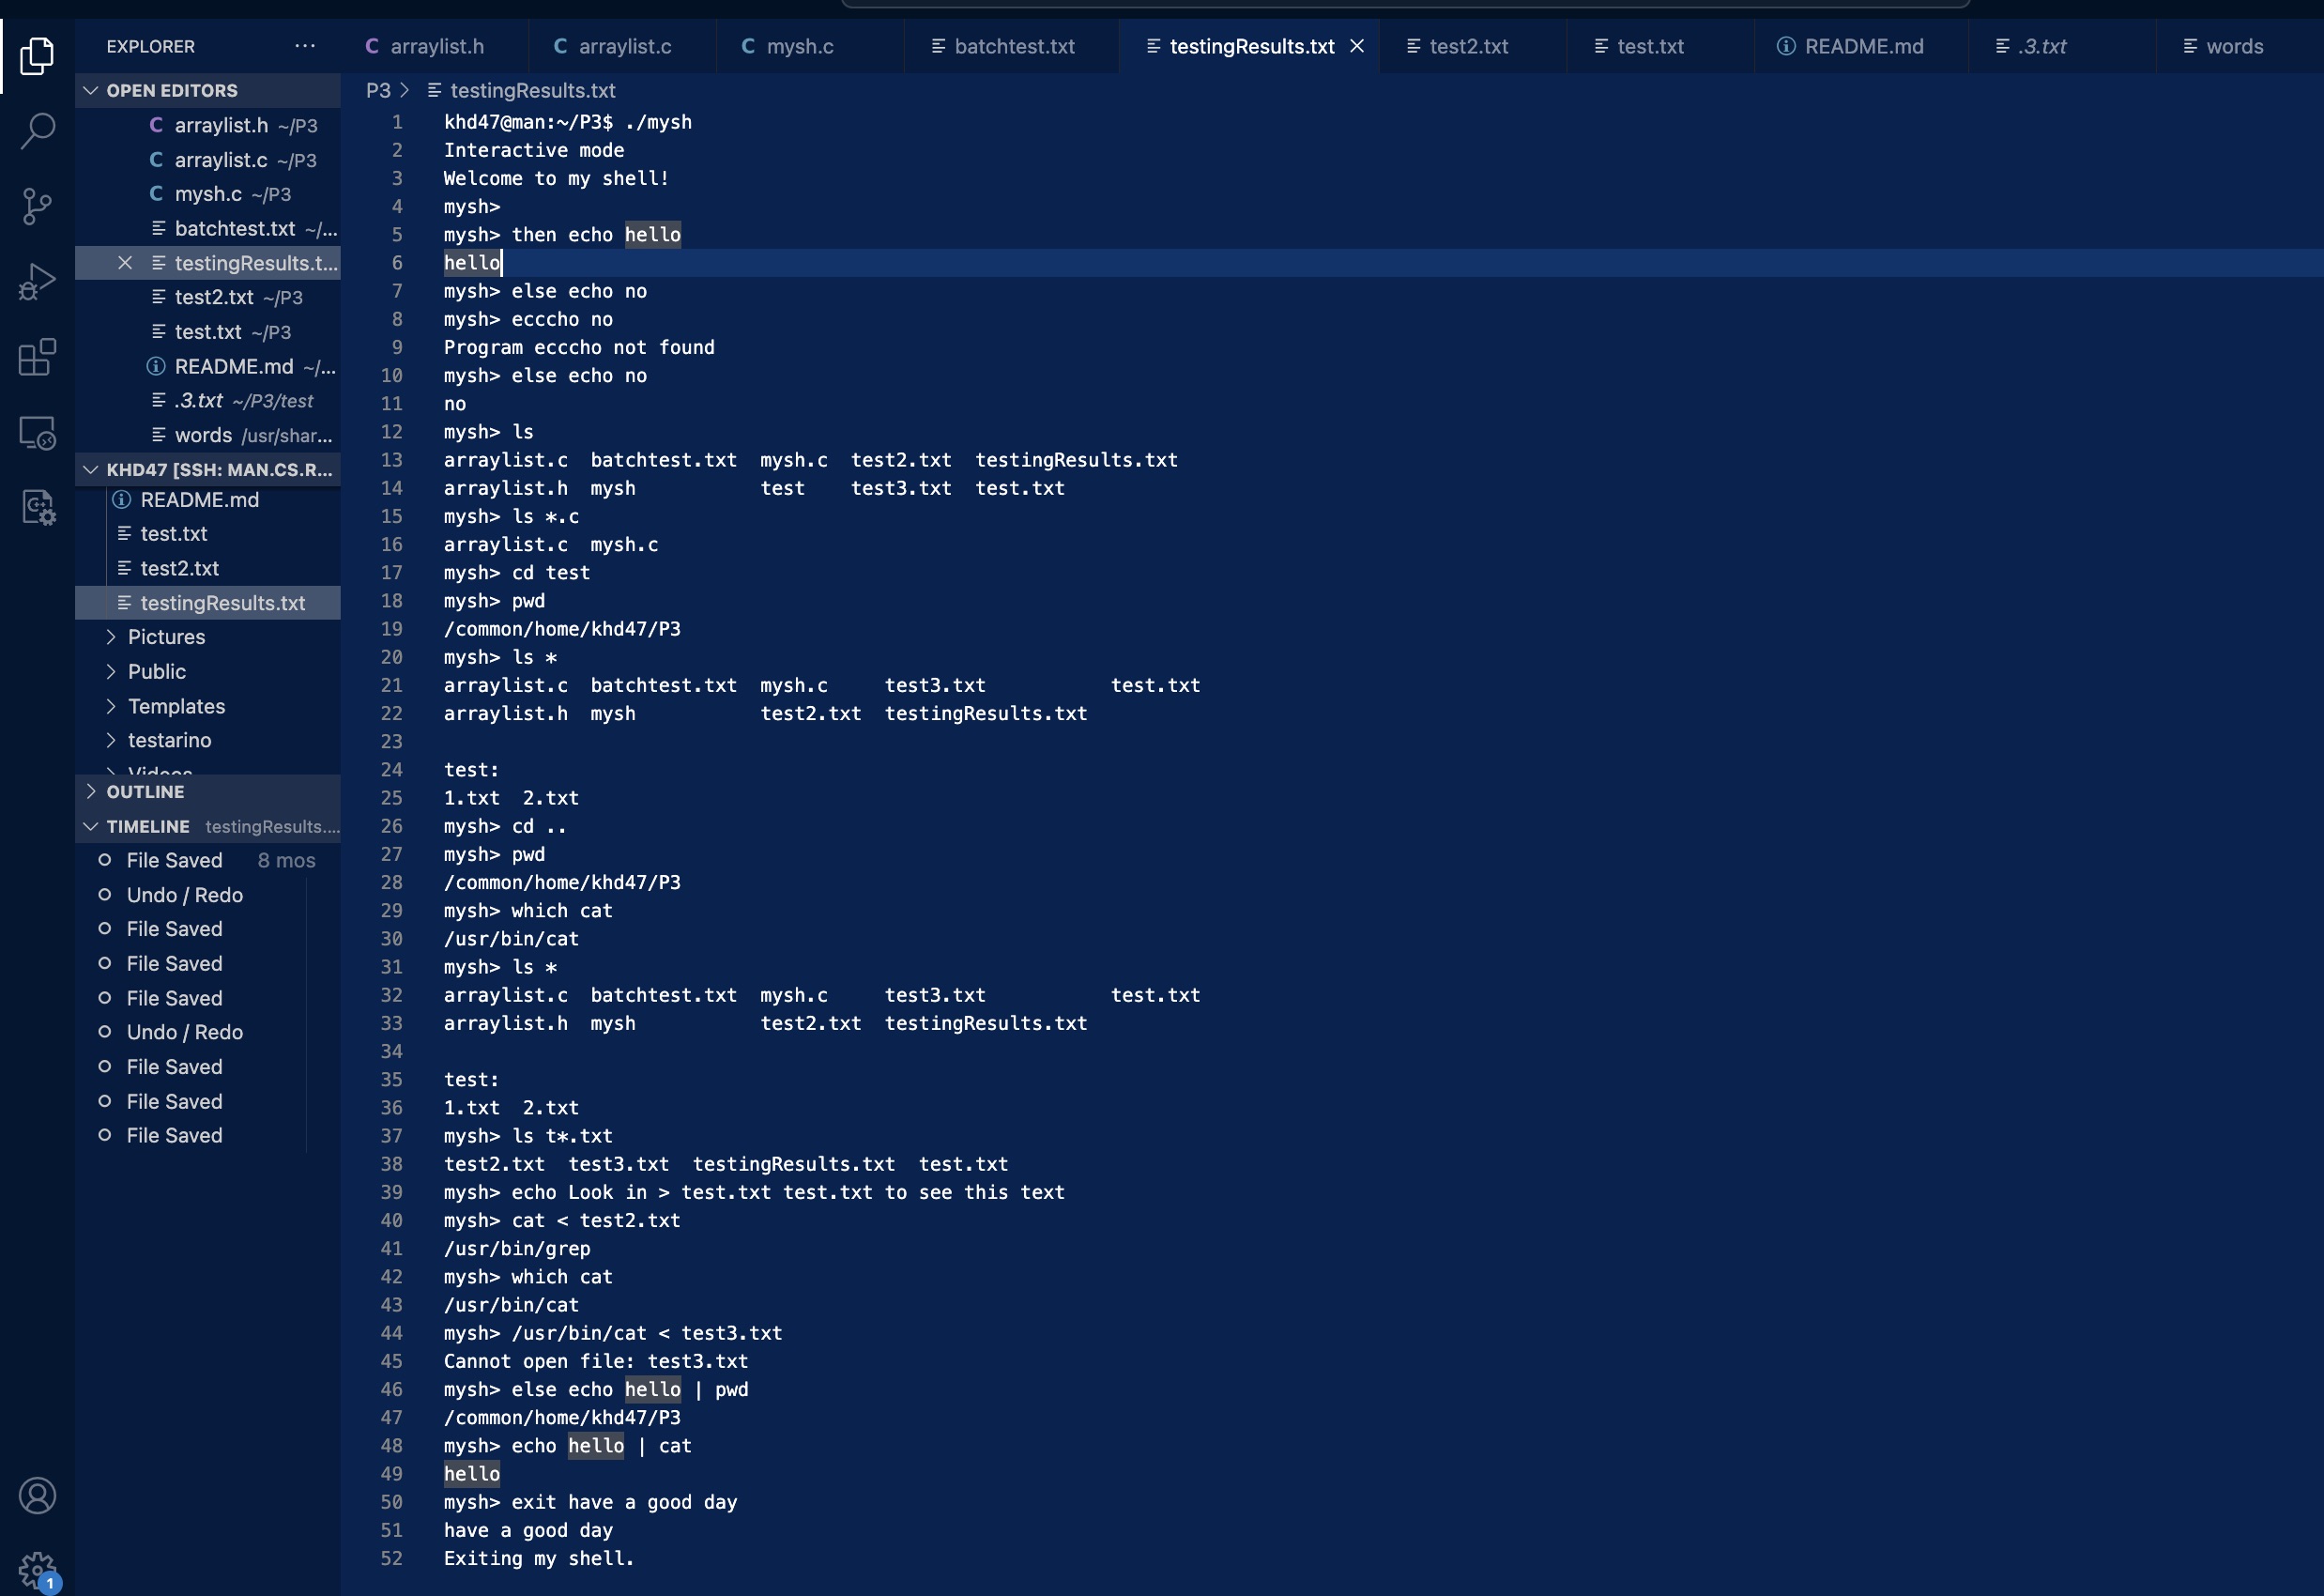 EXPLORER
arraylist.h
arraylist.c
mysh.c
batchtest.txt
testingResults.txt
test2.txt
test.txt
README.md
.3.txt
words
OPEN EDITORS
arraylist.h ~/P3
arraylist.c ~/P3
mysh.c ~/P3
batchtest.txt ~/...
testingResults.t...
test2.txt ~/P3
test.txt ~/P3
README.md ~/...
.3.txt ~/P3/test
words /usr/shar...
KHD47 [SSH: MAN.CS.R...
README.md
test.txt
test2.txt
testingResults.txt
Pictures
Public
Templates
testarino
Videos
OUTLINE
TIMELINE testingResults....
File Saved 8 mos
Undo / Redo
File Saved
File Saved
File Saved
Undo / Redo
File Saved
File Saved
File Saved
1
P3 > testingResults.txt
1 khd47@man:~/P3$ ./mysh
2 Interactive mode
3 Welcome to my shell!
4 mysh>
5 mysh> then echo hello
6 hello
7 mysh> else echo no
8 mysh> ecccho no
9 Program ecccho not found
10 mysh> else echo no
11 no
12 mysh> ls
13 arraylist.c  batchtest.txt  mysh.c  test2.txt  testingResults.txt
14 arraylist.h  mysh           test    test3.txt  test.txt
15 mysh> ls *.c
16 arraylist.c  mysh.c
17 mysh> cd test
18 mysh> pwd
19 /common/home/khd47/P3
20 mysh> ls *
21 arraylist.c  batchtest.txt  mysh.c     test3.txt           test.txt
22 arraylist.h  mysh           test2.txt  testingResults.txt
23
24 test:
25 1.txt  2.txt
26 mysh> cd ..
27 mysh> pwd
28 /common/home/khd47/P3
29 mysh> which cat
30 /usr/bin/cat
31 mysh> ls *
32 arraylist.c  batchtest.txt  mysh.c     test3.txt           test.txt
33 arraylist.h  mysh           test2.txt  testingResults.txt
34
35 test:
36 1.txt  2.txt
37 mysh> ls t*.txt
38 test2.txt  test3.txt  testingResults.txt  test.txt
39 mysh> echo Look in > test.txt test.txt to see this text
40 mysh> cat < test2.txt
41 /usr/bin/grep
42 mysh> which cat
43 /usr/bin/cat
44 mysh> /usr/bin/cat < test3.txt
45 Cannot open file: test3.txt
46 mysh> else echo hello | pwd
47 /common/home/khd47/P3
48 mysh> echo hello | cat
49 hello
50 mysh> exit have a good day
51 have a good day
52 Exiting my shell.